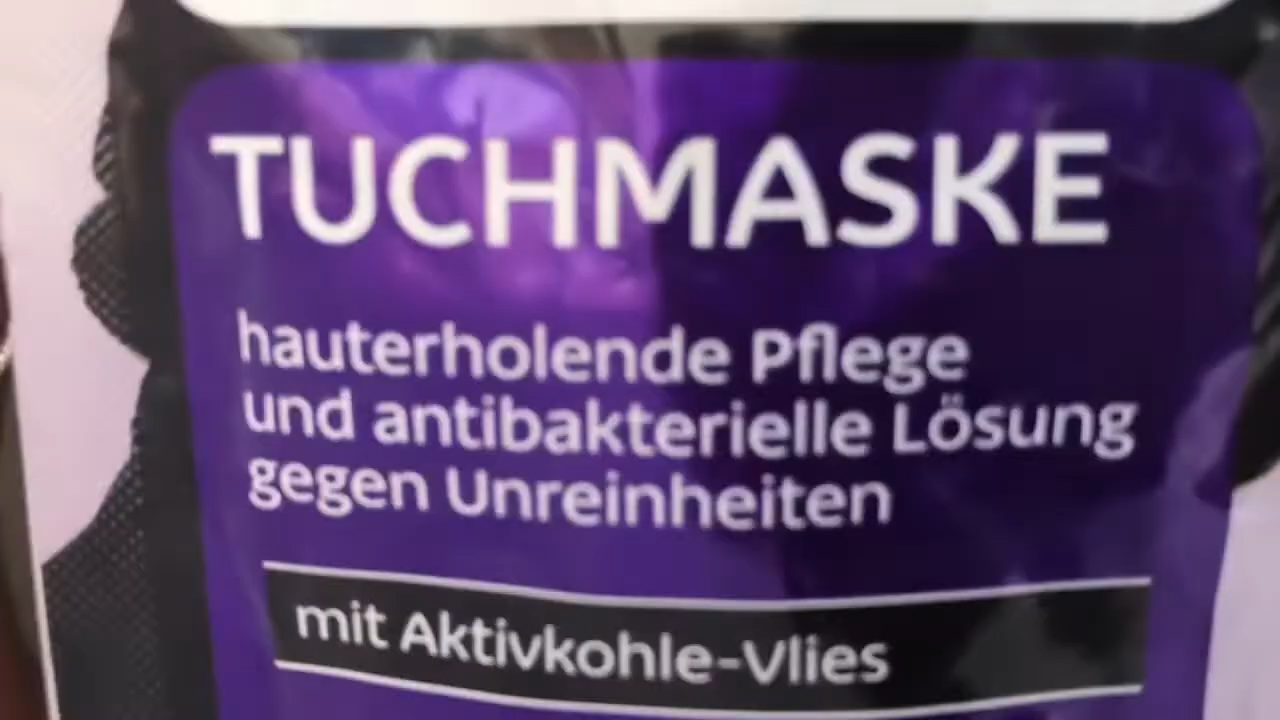 TUCHMASKE
hauterholende Pflege
und antibakterielle Lösung
gegen Unreinheiten
mit Aktivkohle-Vlies